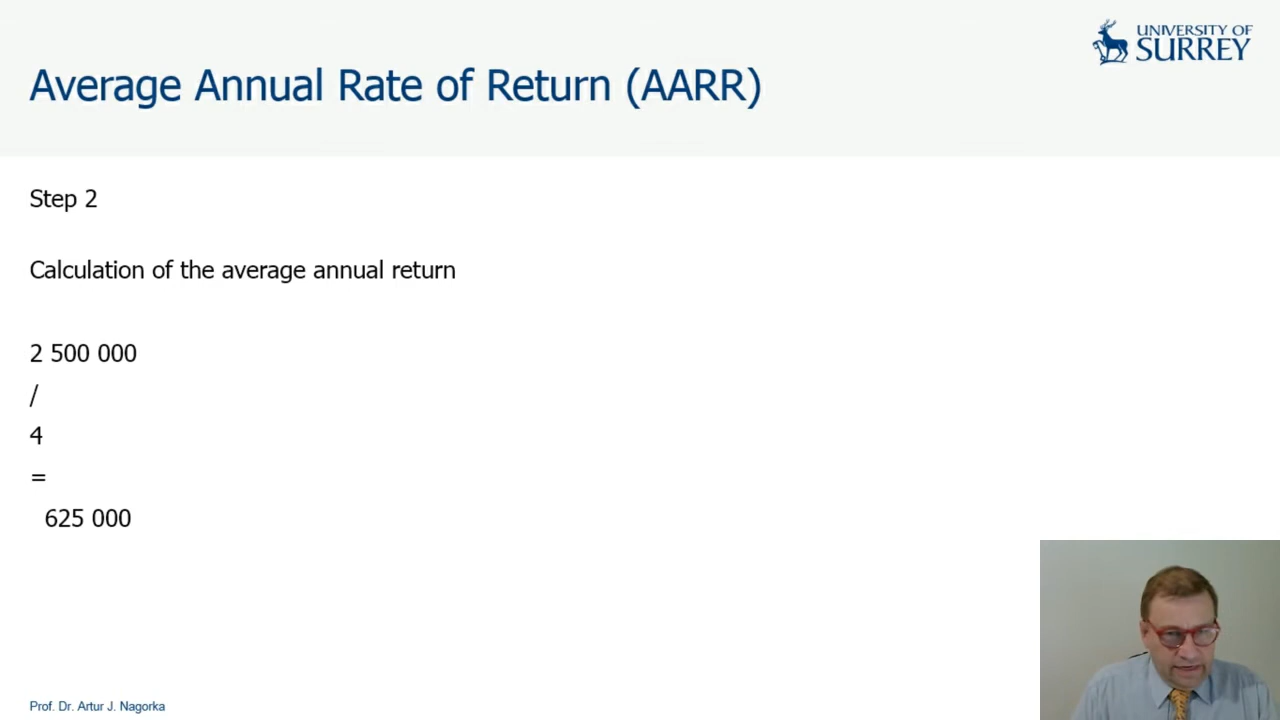 UNIVERSITY OF
SURREY
Average Annual Rate of Return (AARR)
Step 2
Calculation of the average annual return
2 500 000
/
4
=
625 000
Prof. Dr. Artur J. Nagorka